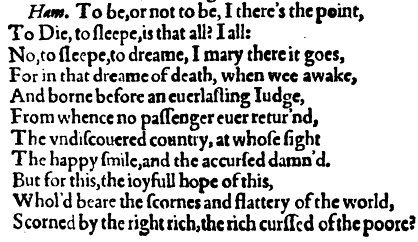 Ham. To be, or not to be, I there's the point,
To Die, to sleepe, is that all? I all:
No, to sleepe, to dreame, I mary there it goes,
For in that dreame of death, when wee awake,
And borne before an euerlasting Iudge,
From whence no passenger euer retur'nd,
The vndiscouered country, at whose sight
The happy smile, and the accursed damn'd.
But for this, the ioyfull hope of this,
Whol'd beare the scornes and flattery of the world,
Scorned by the right rich, the rich curssed of the poore?